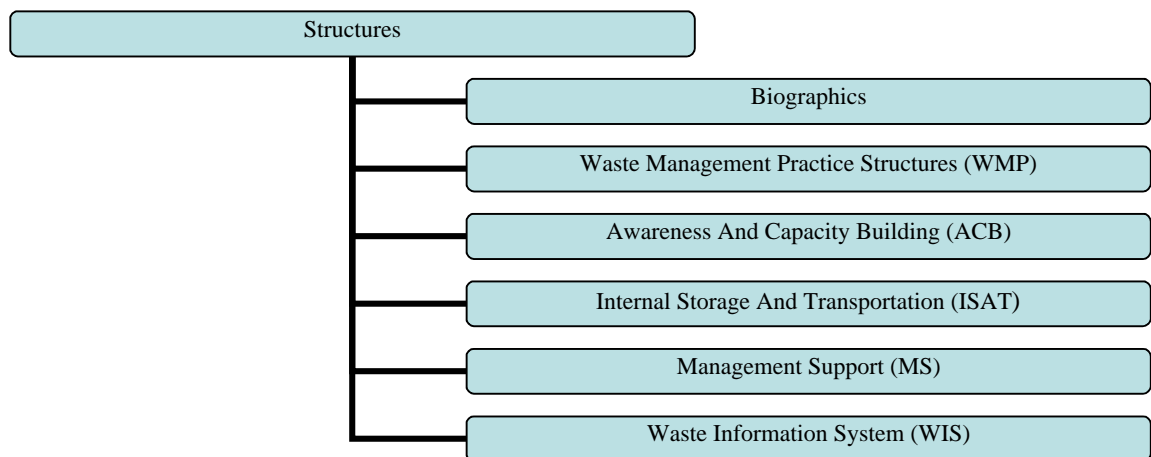 Structures
Biographics
Waste Management Practice Structures (WMP)
Awareness And Capacity Building (ACB)
Internal Storage And Transportation (ISAT)
Management Support (MS)
Waste Information System (WIS)